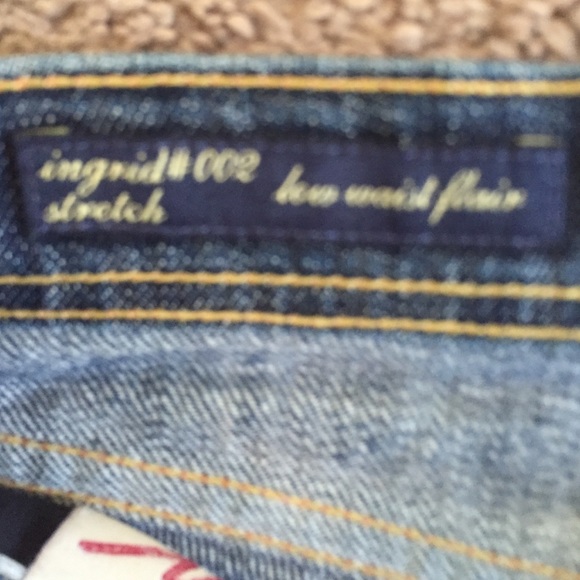 ingrid#002 low waist flair
stretch